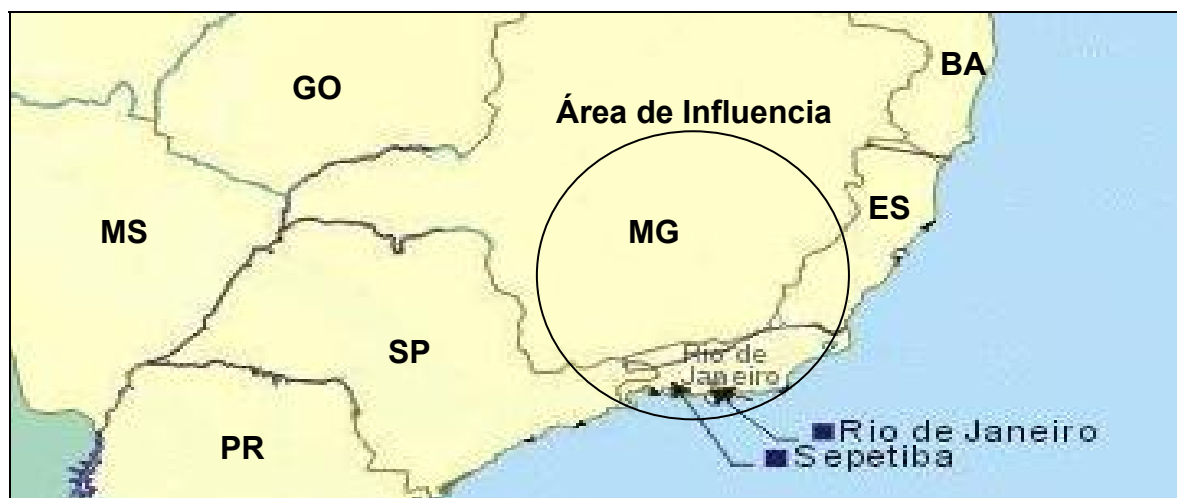 BA
GO
Área de Influencia
ES
MS
MG
SP
Rio de
Janeiro
Rio de Janeiro
Sepetiba
PR